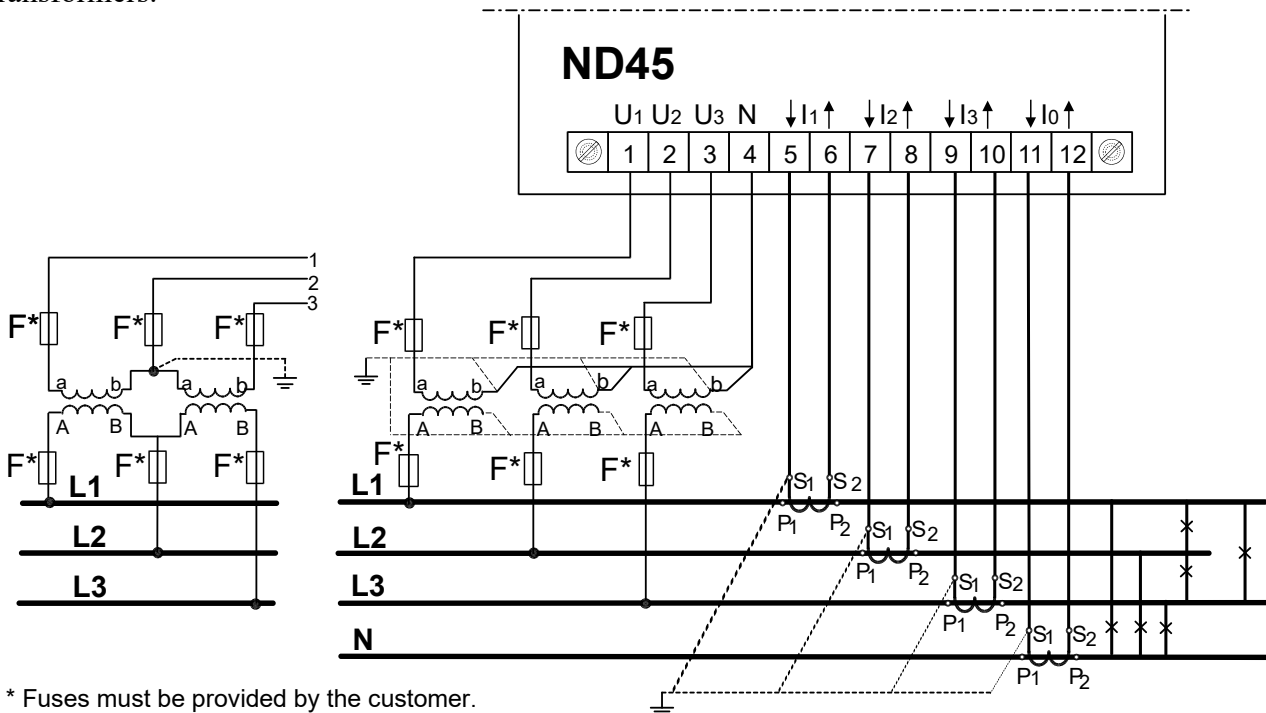 ransformers.
ND45
U1 U2 U3 N ↓I1↑ ↓I2↑ ↓I3↑ ↓I0↑
1 2 3 4 5 6 7 8 9 10 11 12
1
2
3
F* F* F*
F* F* F*
a b a b
A B A B
a b a b a b
A B A B A B
F* F* F*
F* F* F*
L1
L2
L3
L1
L2
L3
N
S1 S2
P1 P2
S1 S2
P1 P2
S1 S2
P1 P2
S1 S2
P1 P2
* Fuses must be provided by the customer.